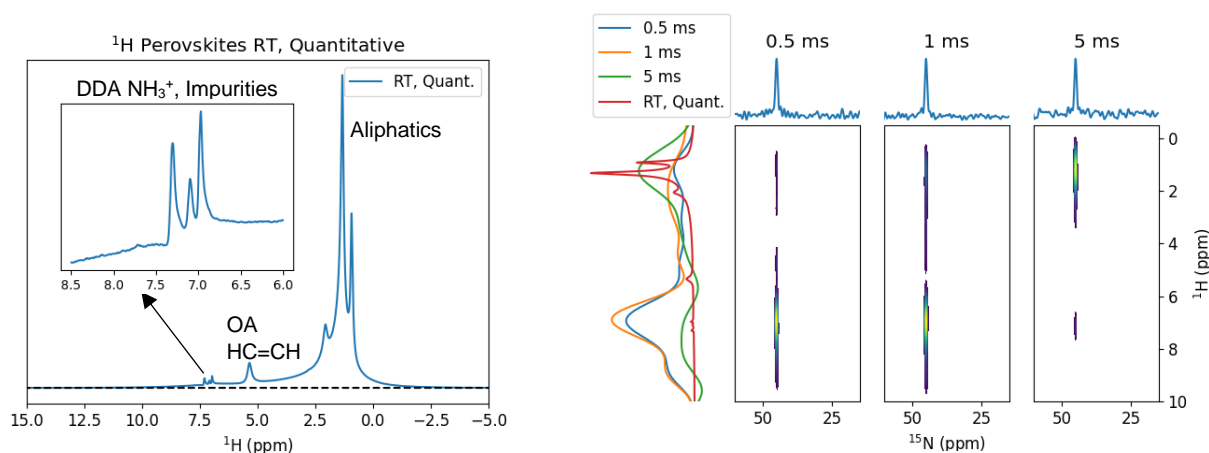 ¹H Perovskites RT, Quantitative
DDA NH₃⁺, Impurities
RT, Quant.
Aliphatics
8.5 8.0 7.5 7.0 6.5 6.0
OA
HC=CH
15.0 12.5 10.0 7.5 5.0 2.5 0.0 −2.5 −5.0
¹H (ppm)
0.5 ms
1 ms
5 ms
RT, Quant.
0.5 ms 1 ms 5 ms
0
2
4
6
8
10
¹H (ppm)
50 25 50 25 50 25
¹⁵N (ppm)